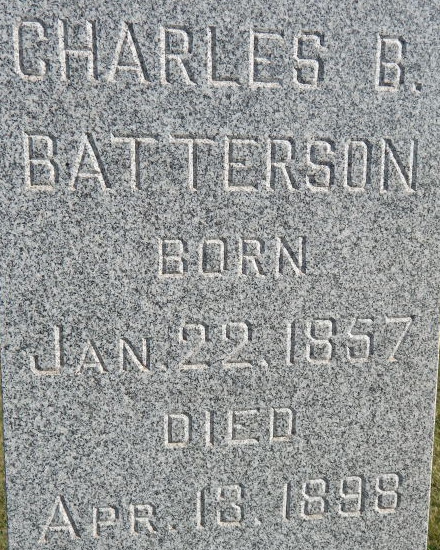 CHARLES B.
BATTERSON
BORN
JAN. 22. 1857
DIED
APR. 18. 1898